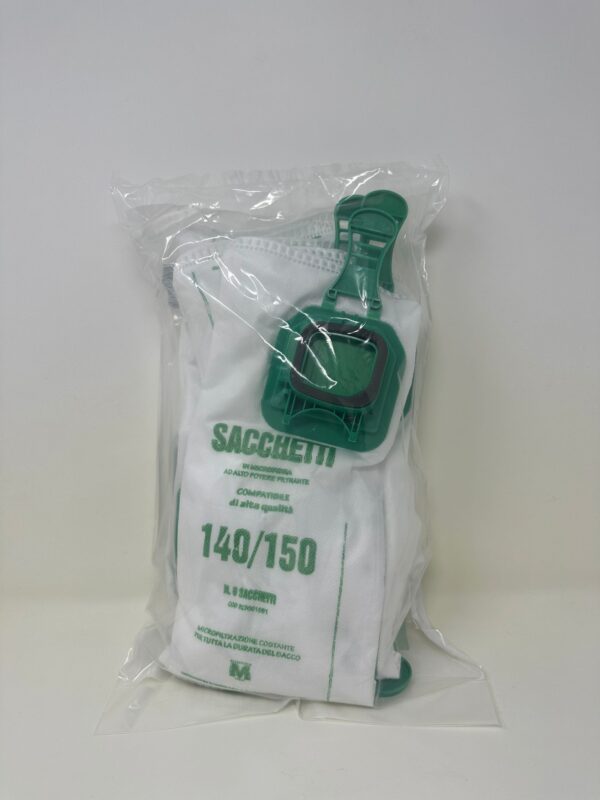 SACCHETTI
IN MICROFIBRA
AD ALTO POTERE FILTRANTE
COMPATIBILE
di alta qualità
140/150
N. 6 SACCHETTI
COD
MICROFILTRAZIONE COSTANTE
PER TUTTA LA DURATA DEL SACCO
M